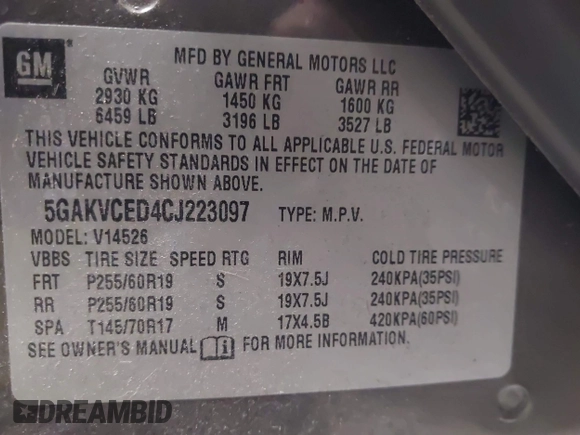 GM
MFD BY GENERAL MOTORS LLC
GVWR GAWR FRT GAWR RR
2930 KG 1450 KG 1600 KG
6459 LB 3196 LB 3527 LB
THIS VEHICLE CONFORMS TO ALL APPLICABLE U.S. FEDERAL MOTOR
VEHICLE SAFETY STANDARDS IN EFFECT ON THE DATE OF
MANUFACTURE SHOWN ABOVE.
5GAKVCED4CJ223097 TYPE: M.P.V.
MODEL: V14526
VBBS TIRE SIZE SPEED RTG RIM COLD TIRE PRESSURE
FRT P255/60R19 S 19X7.5J 240KPA(35PSI)
RR P255/60R19 S 19X7.5J 240KPA(35PSI)
SPA T145/70R17 M 17X4.5B 420KPA(60PSI)
SEE OWNER'S MANUAL i FOR MORE INFORMATION.
DREAMBID